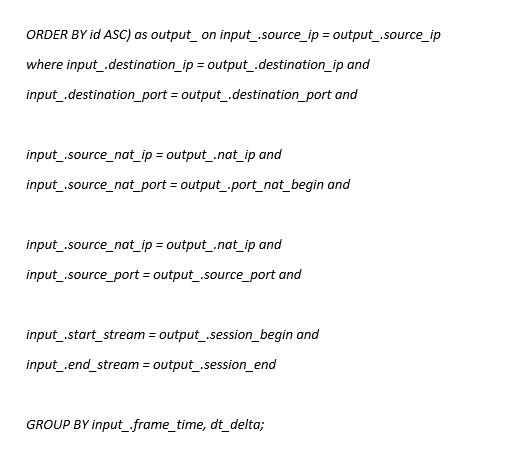 ORDER BY id ASC) as output_ on input_.source_ip = output_.source_ip
where input_.destination_ip = output_.destination_ip and
input_.destination_port = output_.destination_port and
input_.source_nat_ip = output_.nat_ip and
input_.source_nat_port = output_.port_nat_begin and
input_.source_nat_ip = output_.nat_ip and
input_.source_port = output_.source_port and
input_.start_stream = output_.session_begin and
input_.end_stream = output_.session_end
GROUP BY input_.frame_time, dt_delta;